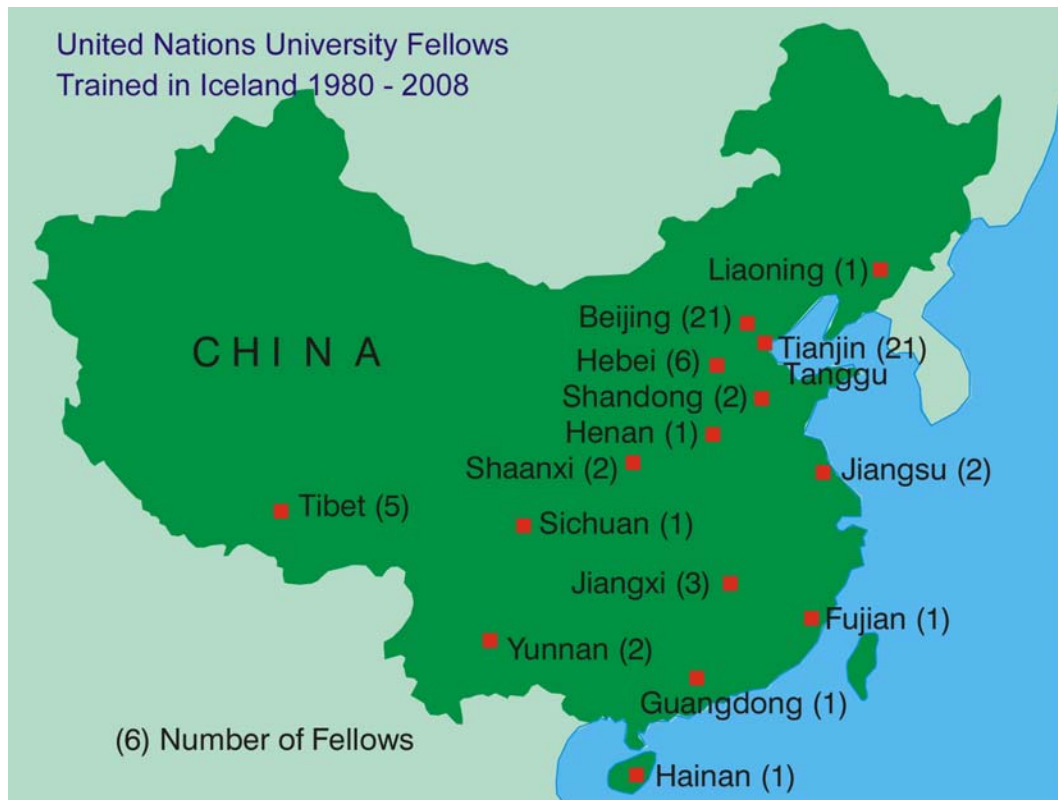 United Nations University Fellows
Trained in Iceland 1980 - 2008
Liaoning (1)
Beijing (21)
CHINA
Tianjin (21)
Tanggu
Hebei (6)
Shandong (2)
Henan (1)
Shaanxi (2)
Jiangsu (2)
Tibet (5)
Sichuan (1)
Jiangxi (3)
Fujian (1)
Yunnan (2)
Guangdong (1)
(6) Number of Fellows
Hainan (1)